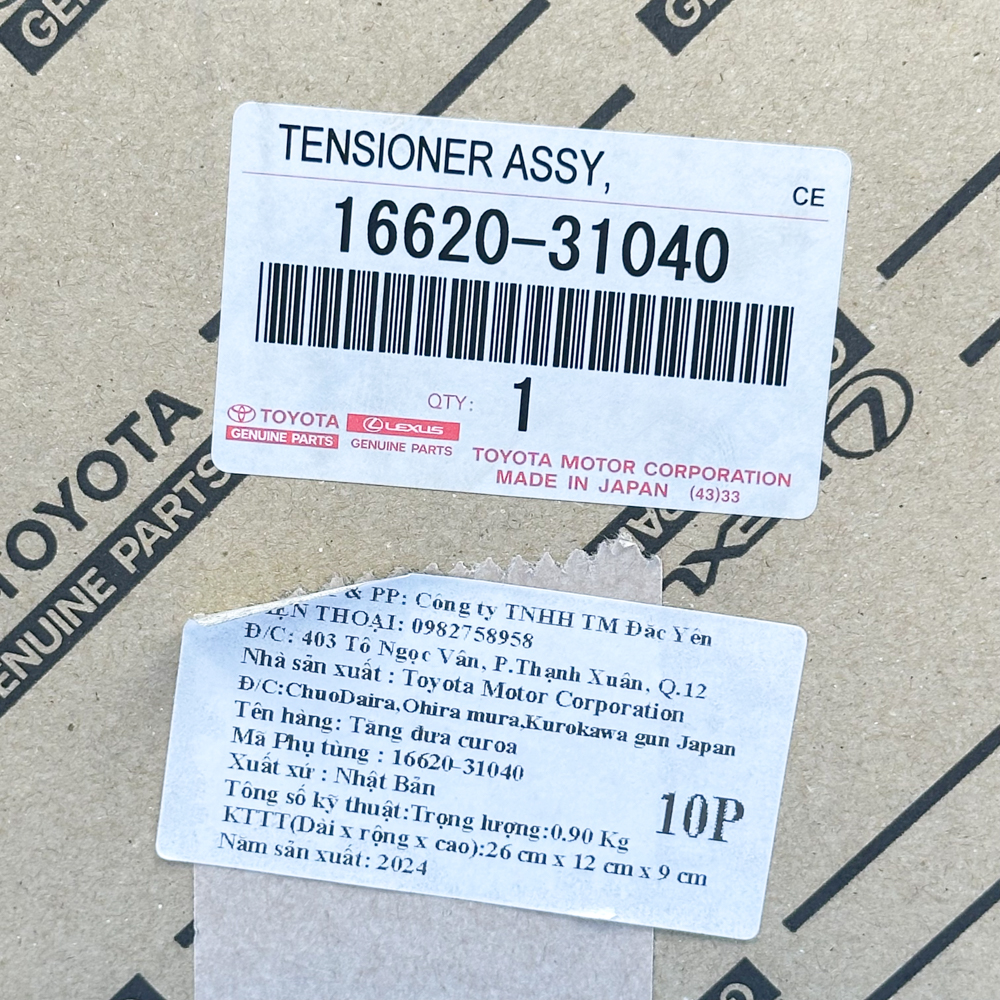 GEN
GE
TENSIONER ASSY,
CE
16620-31040
QTY: 1
TOYOTA
GENUINE PARTS
LEXUS
GENUINE PARTS
TOYOTA MOTOR CORPORATION
MADE IN JAPAN (43)33
TOYOTA
GENUINE PARTS
& PP: Công ty TNHH TM Đăc Yên
THOẠI: 0982758958
Đ/C: 403 Tô Ngọc Vân, P.Thạnh Xuân, Q.12
Nhà sản xuất : Toyota Motor Corporation
Đ/C:ChuoDaira,Ohira mura,Kurokawa gun Japan
Tên hàng: Tăng đưa curoa
Mã Phụ tùng : 16620-31040
Xuất xứ : Nhật Bản
Tông số kỹ thuật:Trọng lượng:0.90 Kg
KTTT(Dài x rộng x cao):26 cm x 12 cm x 9 cm
Năm sản xuất: 2024
10P